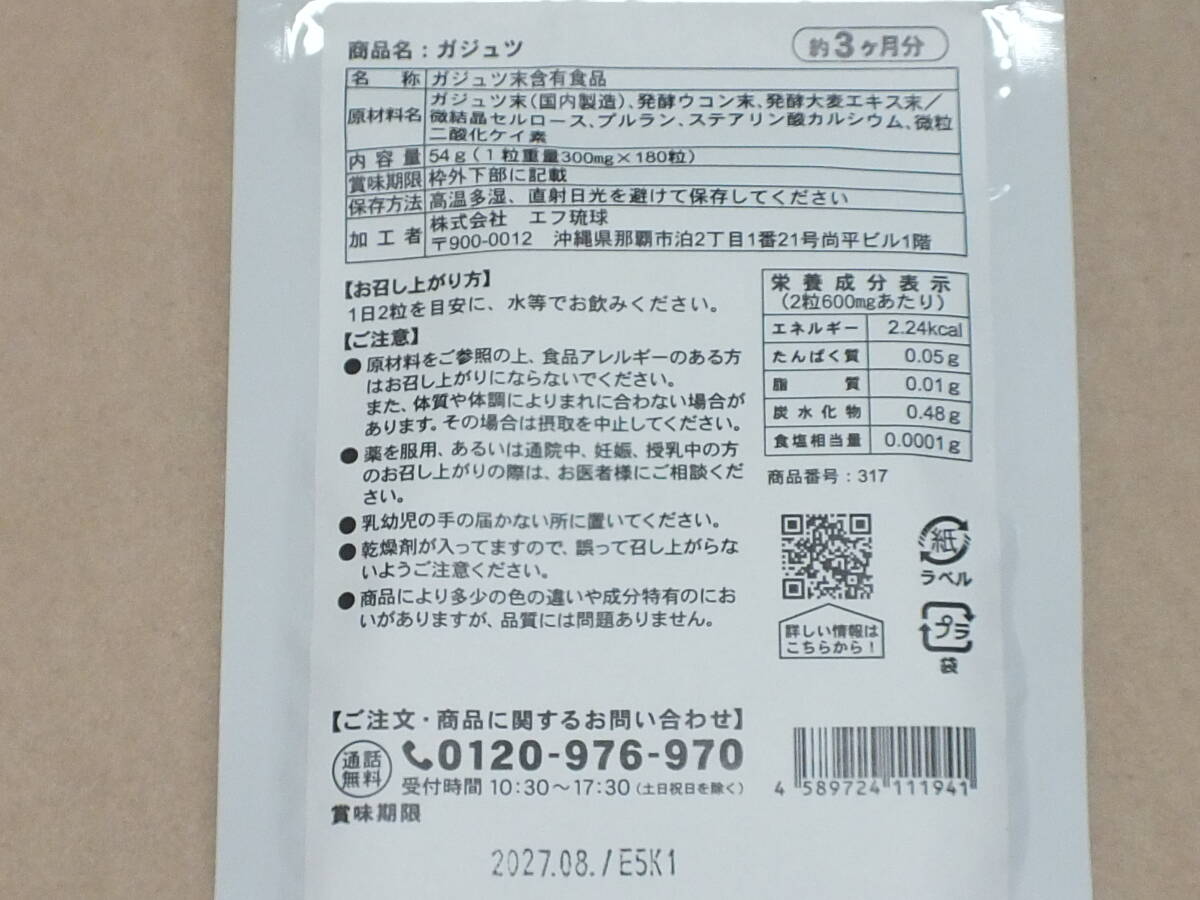 商品名：ガジュツ
約3ヶ月分
名称 ガジュツ末含有食品
原材料名 ガジュツ末（国内製造）、発酵ウコン末、発酵大麦エキス末／
微結晶セルロース、プルラン、ステアリン酸カルシウム、微粒
二酸化ケイ素
内容量 54g（1粒重量300mg×180粒）
賞味期限 枠外下部に記載
保存方法 高温多湿、直射日光を避けて保存してください
加工者 株式会社 エフ琉球
〒900-0012 沖縄県那覇市泊2丁目1番21号尚平ビル1階
【お召し上がり方】
1日2粒を目安に、水等でお飲みください。
【ご注意】
●原材料をご参照の上、食品アレルギーのある方
はお召し上がりにならないでください。
また、体質や体調によりまれに合わない場合が
あります。その場合は摂取を中止してください。
●薬を服用、あるいは通院中、妊娠、授乳中の方
のお召し上がりの際は、お医者様にご相談くだ
さい。
●乳幼児の手の届かない所に置いてください。
●乾燥剤が入ってますので、誤って召し上がらな
いようご注意ください。
●商品により多少の色の違いや成分特有のにお
いがありますが、品質には問題ありません。
栄養成分表示
（2粒600mgあたり）
エネルギー 2.24kcal
たんぱく質 0.05g
脂質 0.01g
炭水化物 0.48g
食塩相当量 0.0001g
商品番号：317
詳しい情報は
こちらから！
紙
ラベル
プラ
袋
【ご注文・商品に関するお問い合わせ】
通話
無料
0120-976-970
受付時間 10:30～17:30（土日祝日を除く）
4 589724 111941
賞味期限
2027.08./E5K1